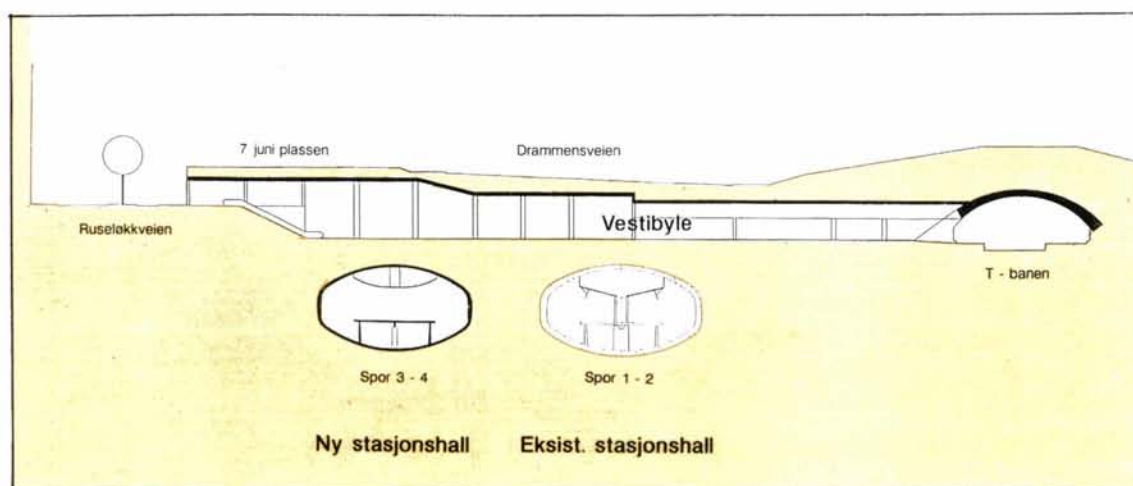 7 juni plassen
Drammensveien
Ruseløkkveien
Vestibyle
T - banen
Spor 3 - 4
Spor 1 - 2
Ny stasjonshall
Eksist. stasjonshall